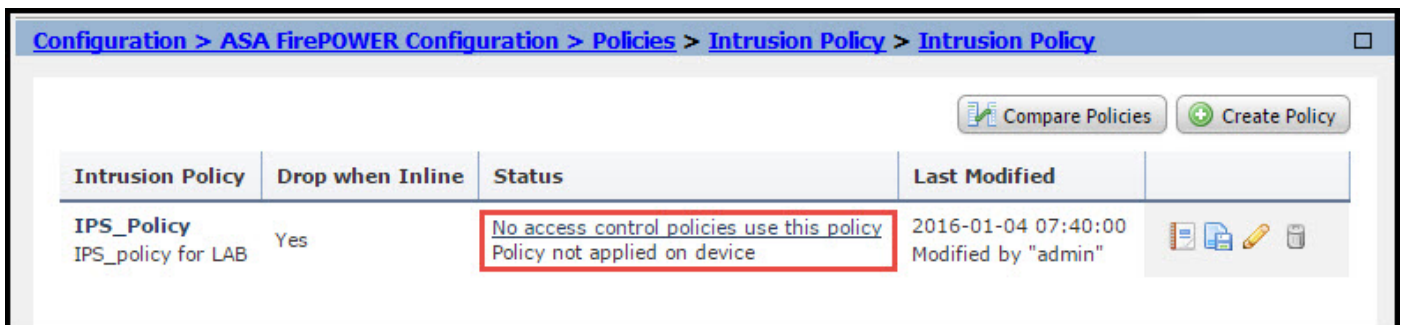 Configuration > ASA FirePOWER Configuration > Policies > Intrusion Policy > Intrusion Policy
Compare Policies Create Policy
Intrusion Policy Drop when Inline Status Last Modified
IPS_Policy
IPS_policy for LAB
Yes
No access control policies use this policy
Policy not applied on device
2016-01-04 07:40:00
Modified by "admin"